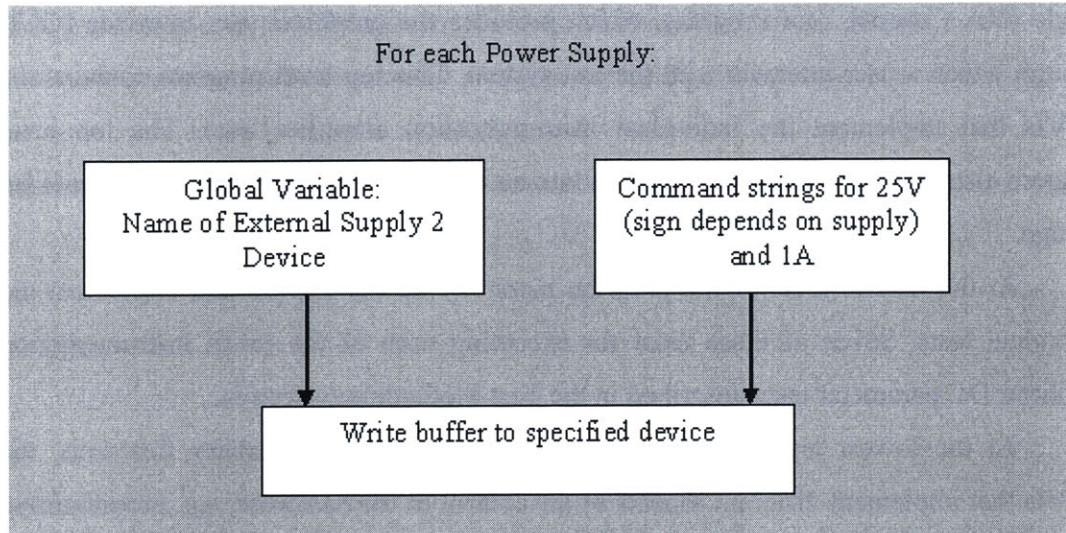 For each Power Supply:
Global Variable:
Name of External Supply 2
Device
Command strings for 25V
(sign depends on supply)
and 1A
Write buffer to specified device